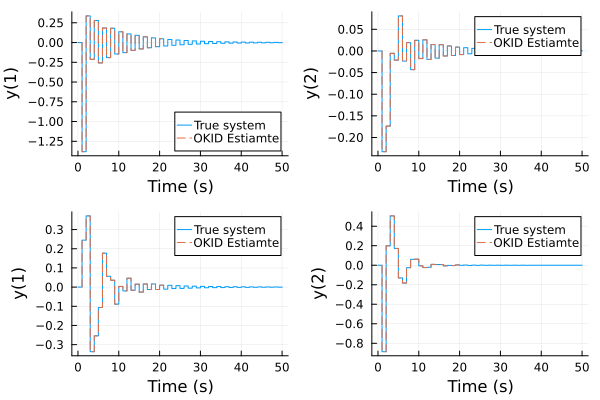 y(1)
0.25
0.00
−0.25
−0.50
−0.75
−1.00
−1.25
True system
OKID Estiamte
0 10 20 30 40 50
Time (s)
y(2)
0.05
0.00
−0.05
−0.10
−0.15
−0.20
True system
OKID Estiamte
0 10 20 30 40 50
Time (s)
y(1)
0.3
0.2
0.1
0.0
−0.1
−0.2
−0.3
True system
OKID Estiamte
0 10 20 30 40 50
Time (s)
y(2)
0.4
0.2
0.0
−0.2
−0.4
−0.6
−0.8
True system
OKID Estiamte
0 10 20 30 40 50
Time (s)